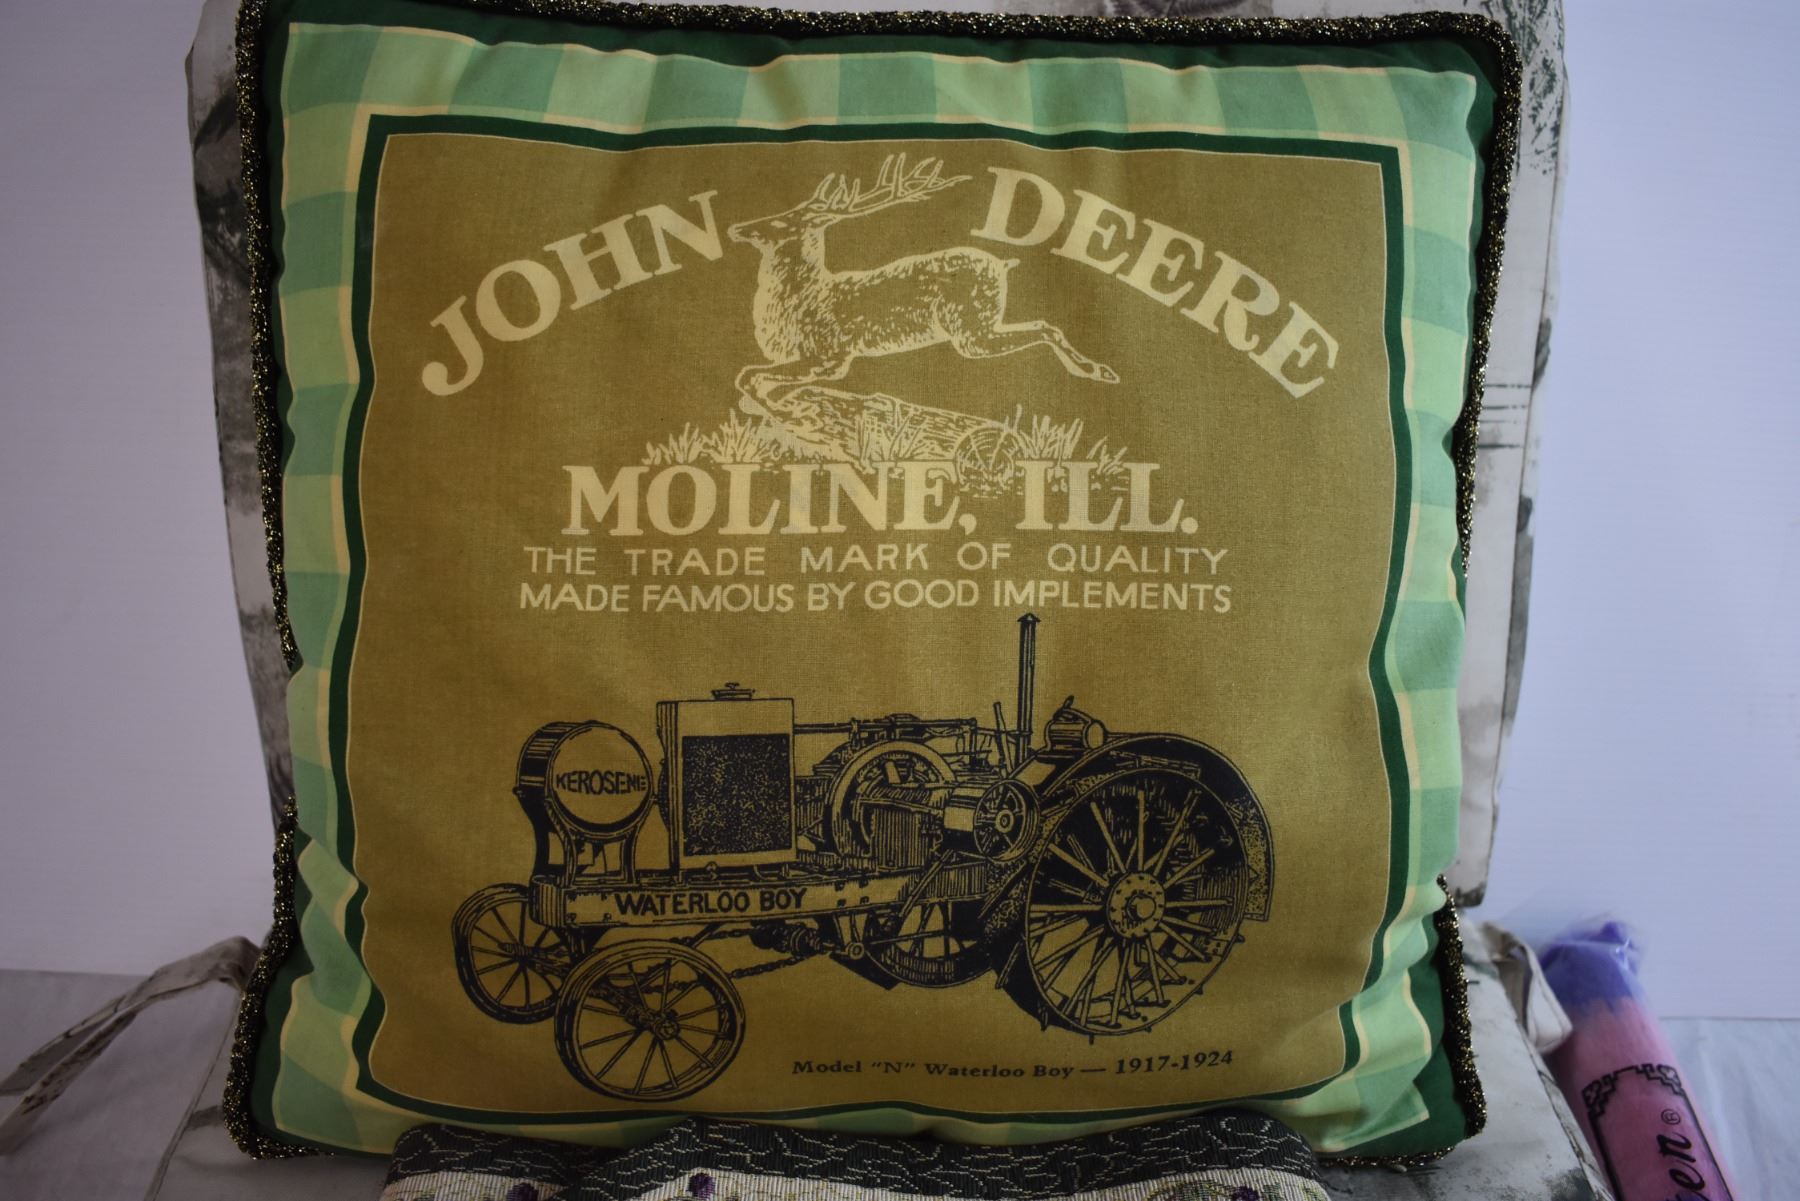 JOHN DEERE
MOLINE, ILL.
THE TRADE MARK OF QUALITY
MADE FAMOUS BY GOOD IMPLEMENTS
KEROSENE
WATERLOO BOY
Model "N" Waterloo Boy — 1917-1924